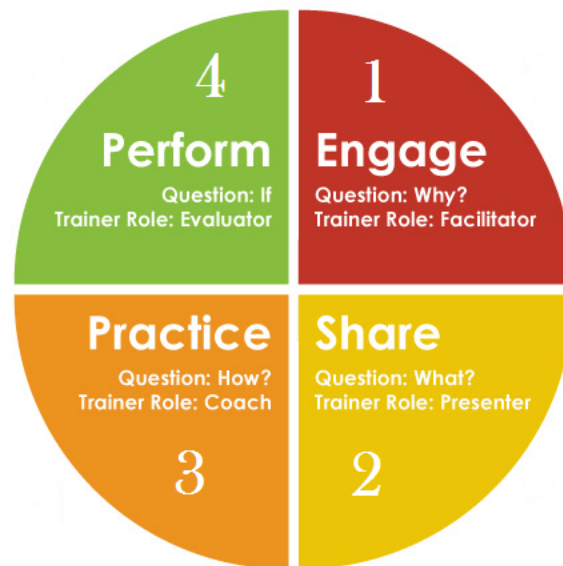 4
Perform
Question: If
Trainer Role: Evaluator
1
Engage
Question: Why?
Trainer Role: Facilitator
Practice
Question: How?
Trainer Role: Coach
3
Share
Question: What?
Trainer Role: Presenter
2